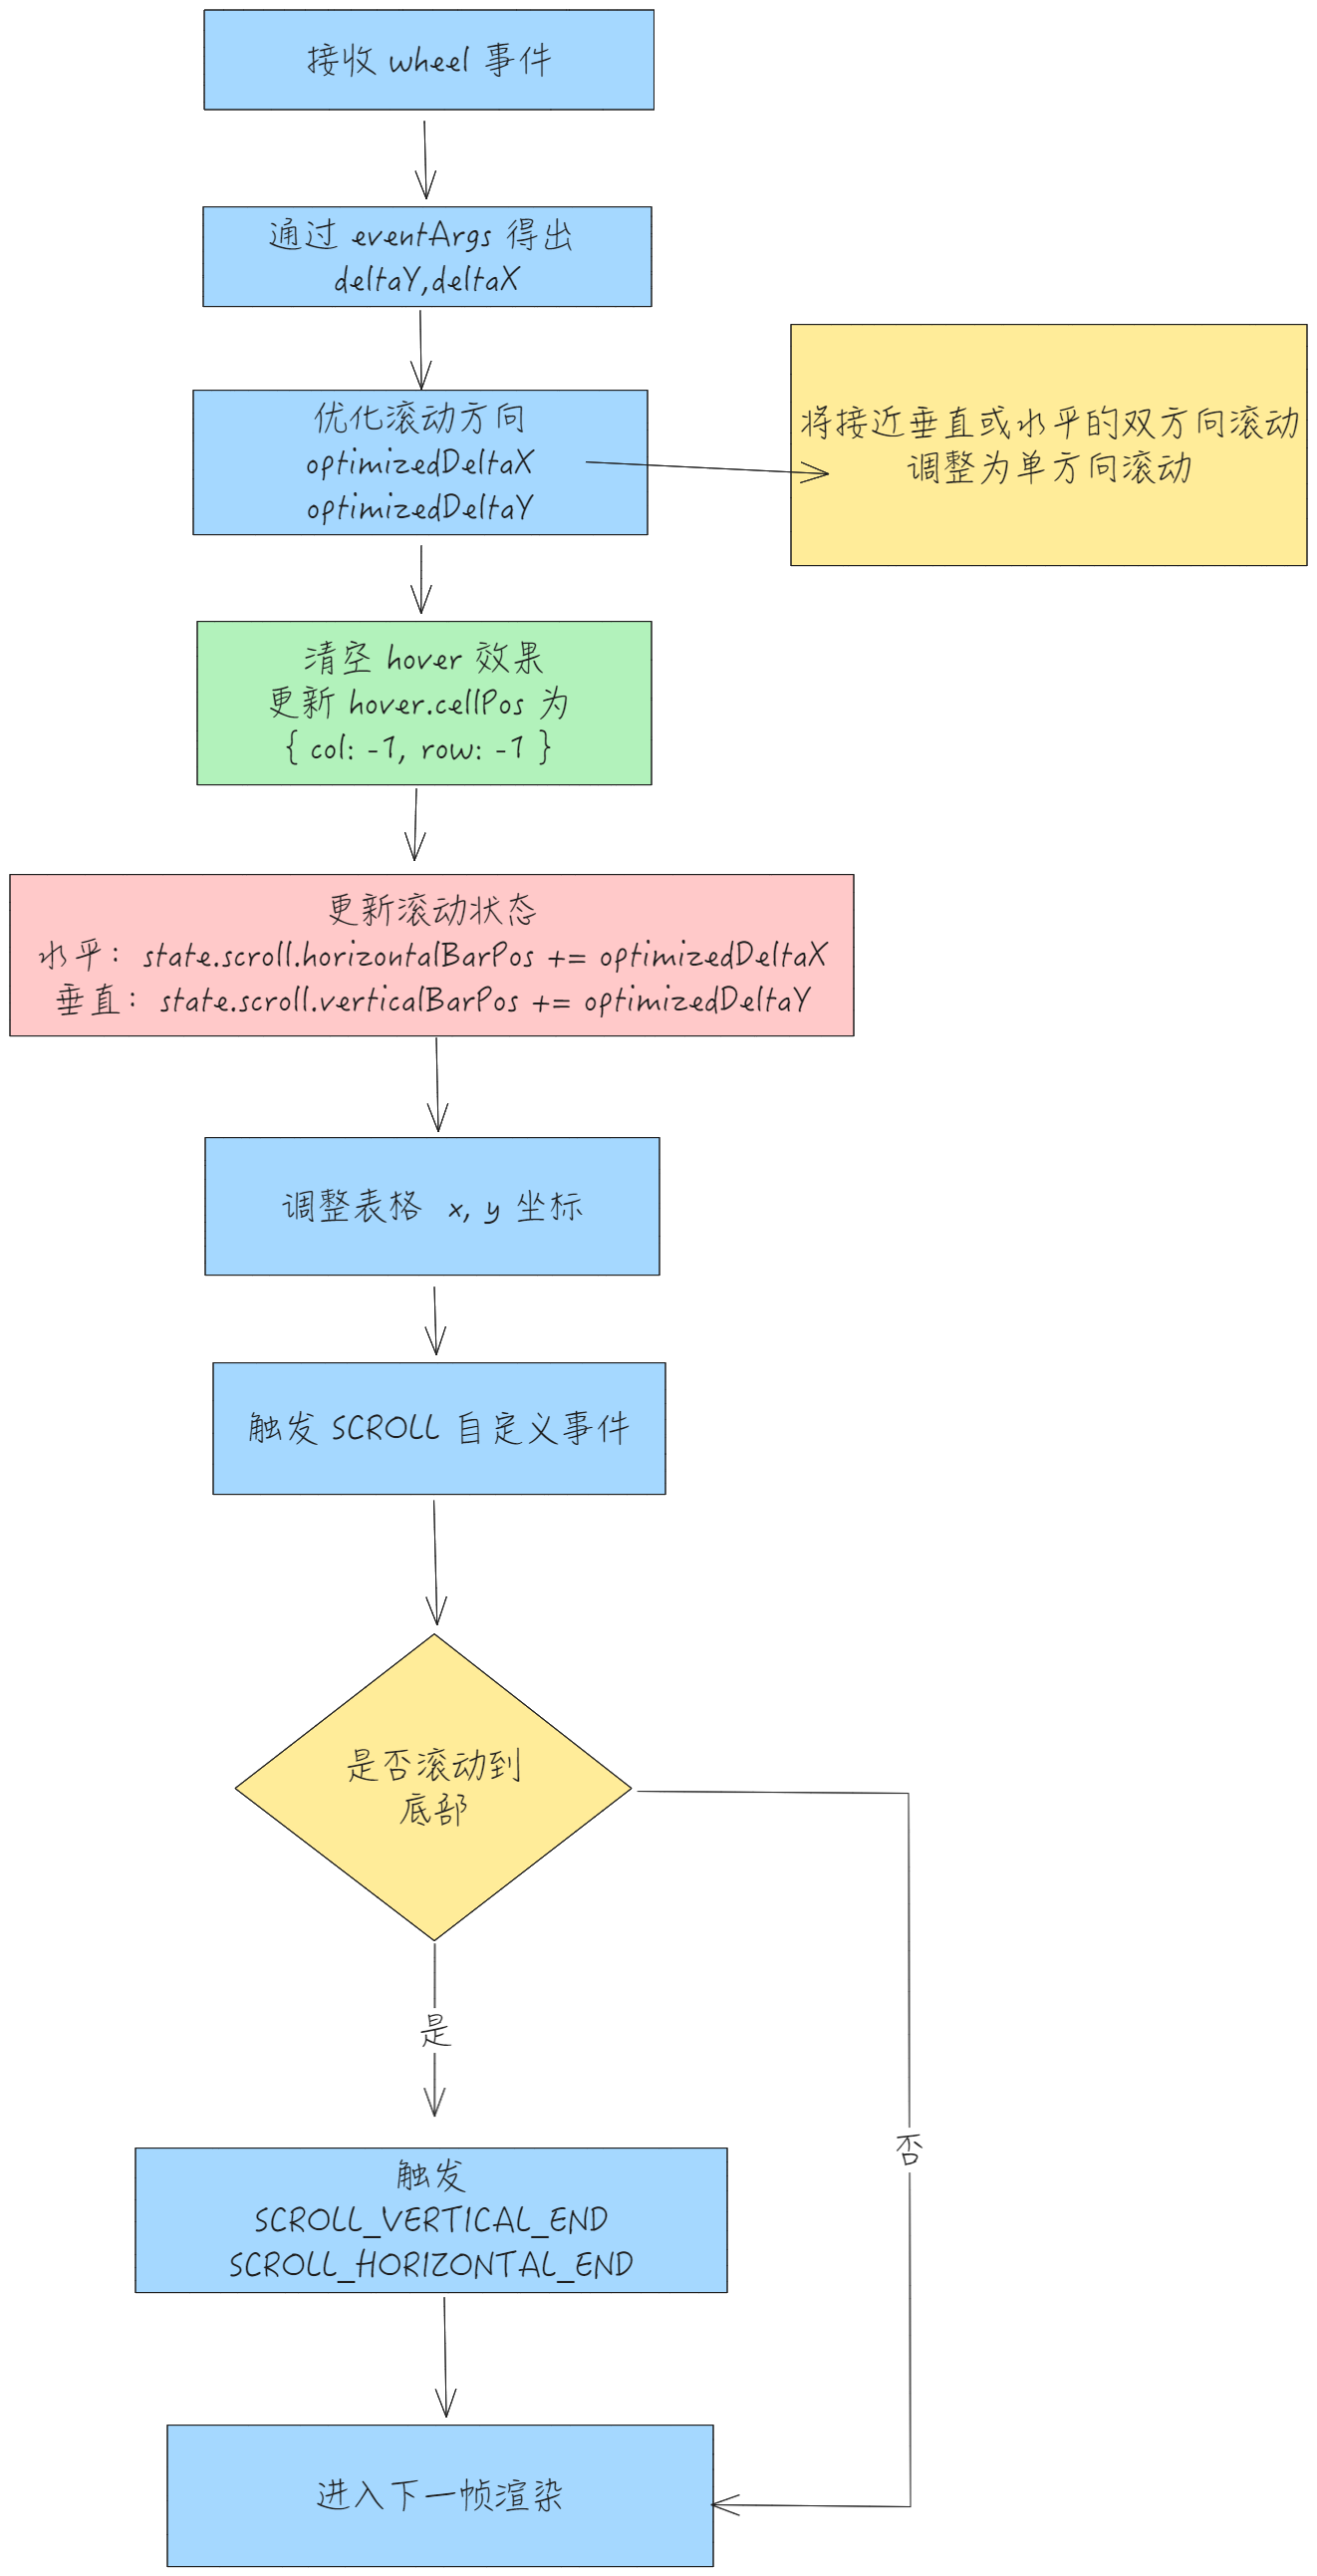 接收 wheel 事件
通过 eventArgs 得出
deltaY,deltaX
优化滚动方向
optimizedDeltaX
optimizedDeltaY
将接近垂直或水平的双方向滚动
调整为单方向滚动
清空 hover 效果
更新 hover.cellPos 为
{ col: -1, row: -1 }
更新滚动状态
水平：state.scroll.horizontalBarPos += optimizedDeltaX
垂直：state.scroll.verticalBarPos += optimizedDeltaY
调整表格 x, y 坐标
触发 SCROLL 自定义事件
是否滚动到
底部
是
否
触发
SCROLL_VERTICAL_END
SCROLL_HORIZONTAL_END
进入下一帧渲染